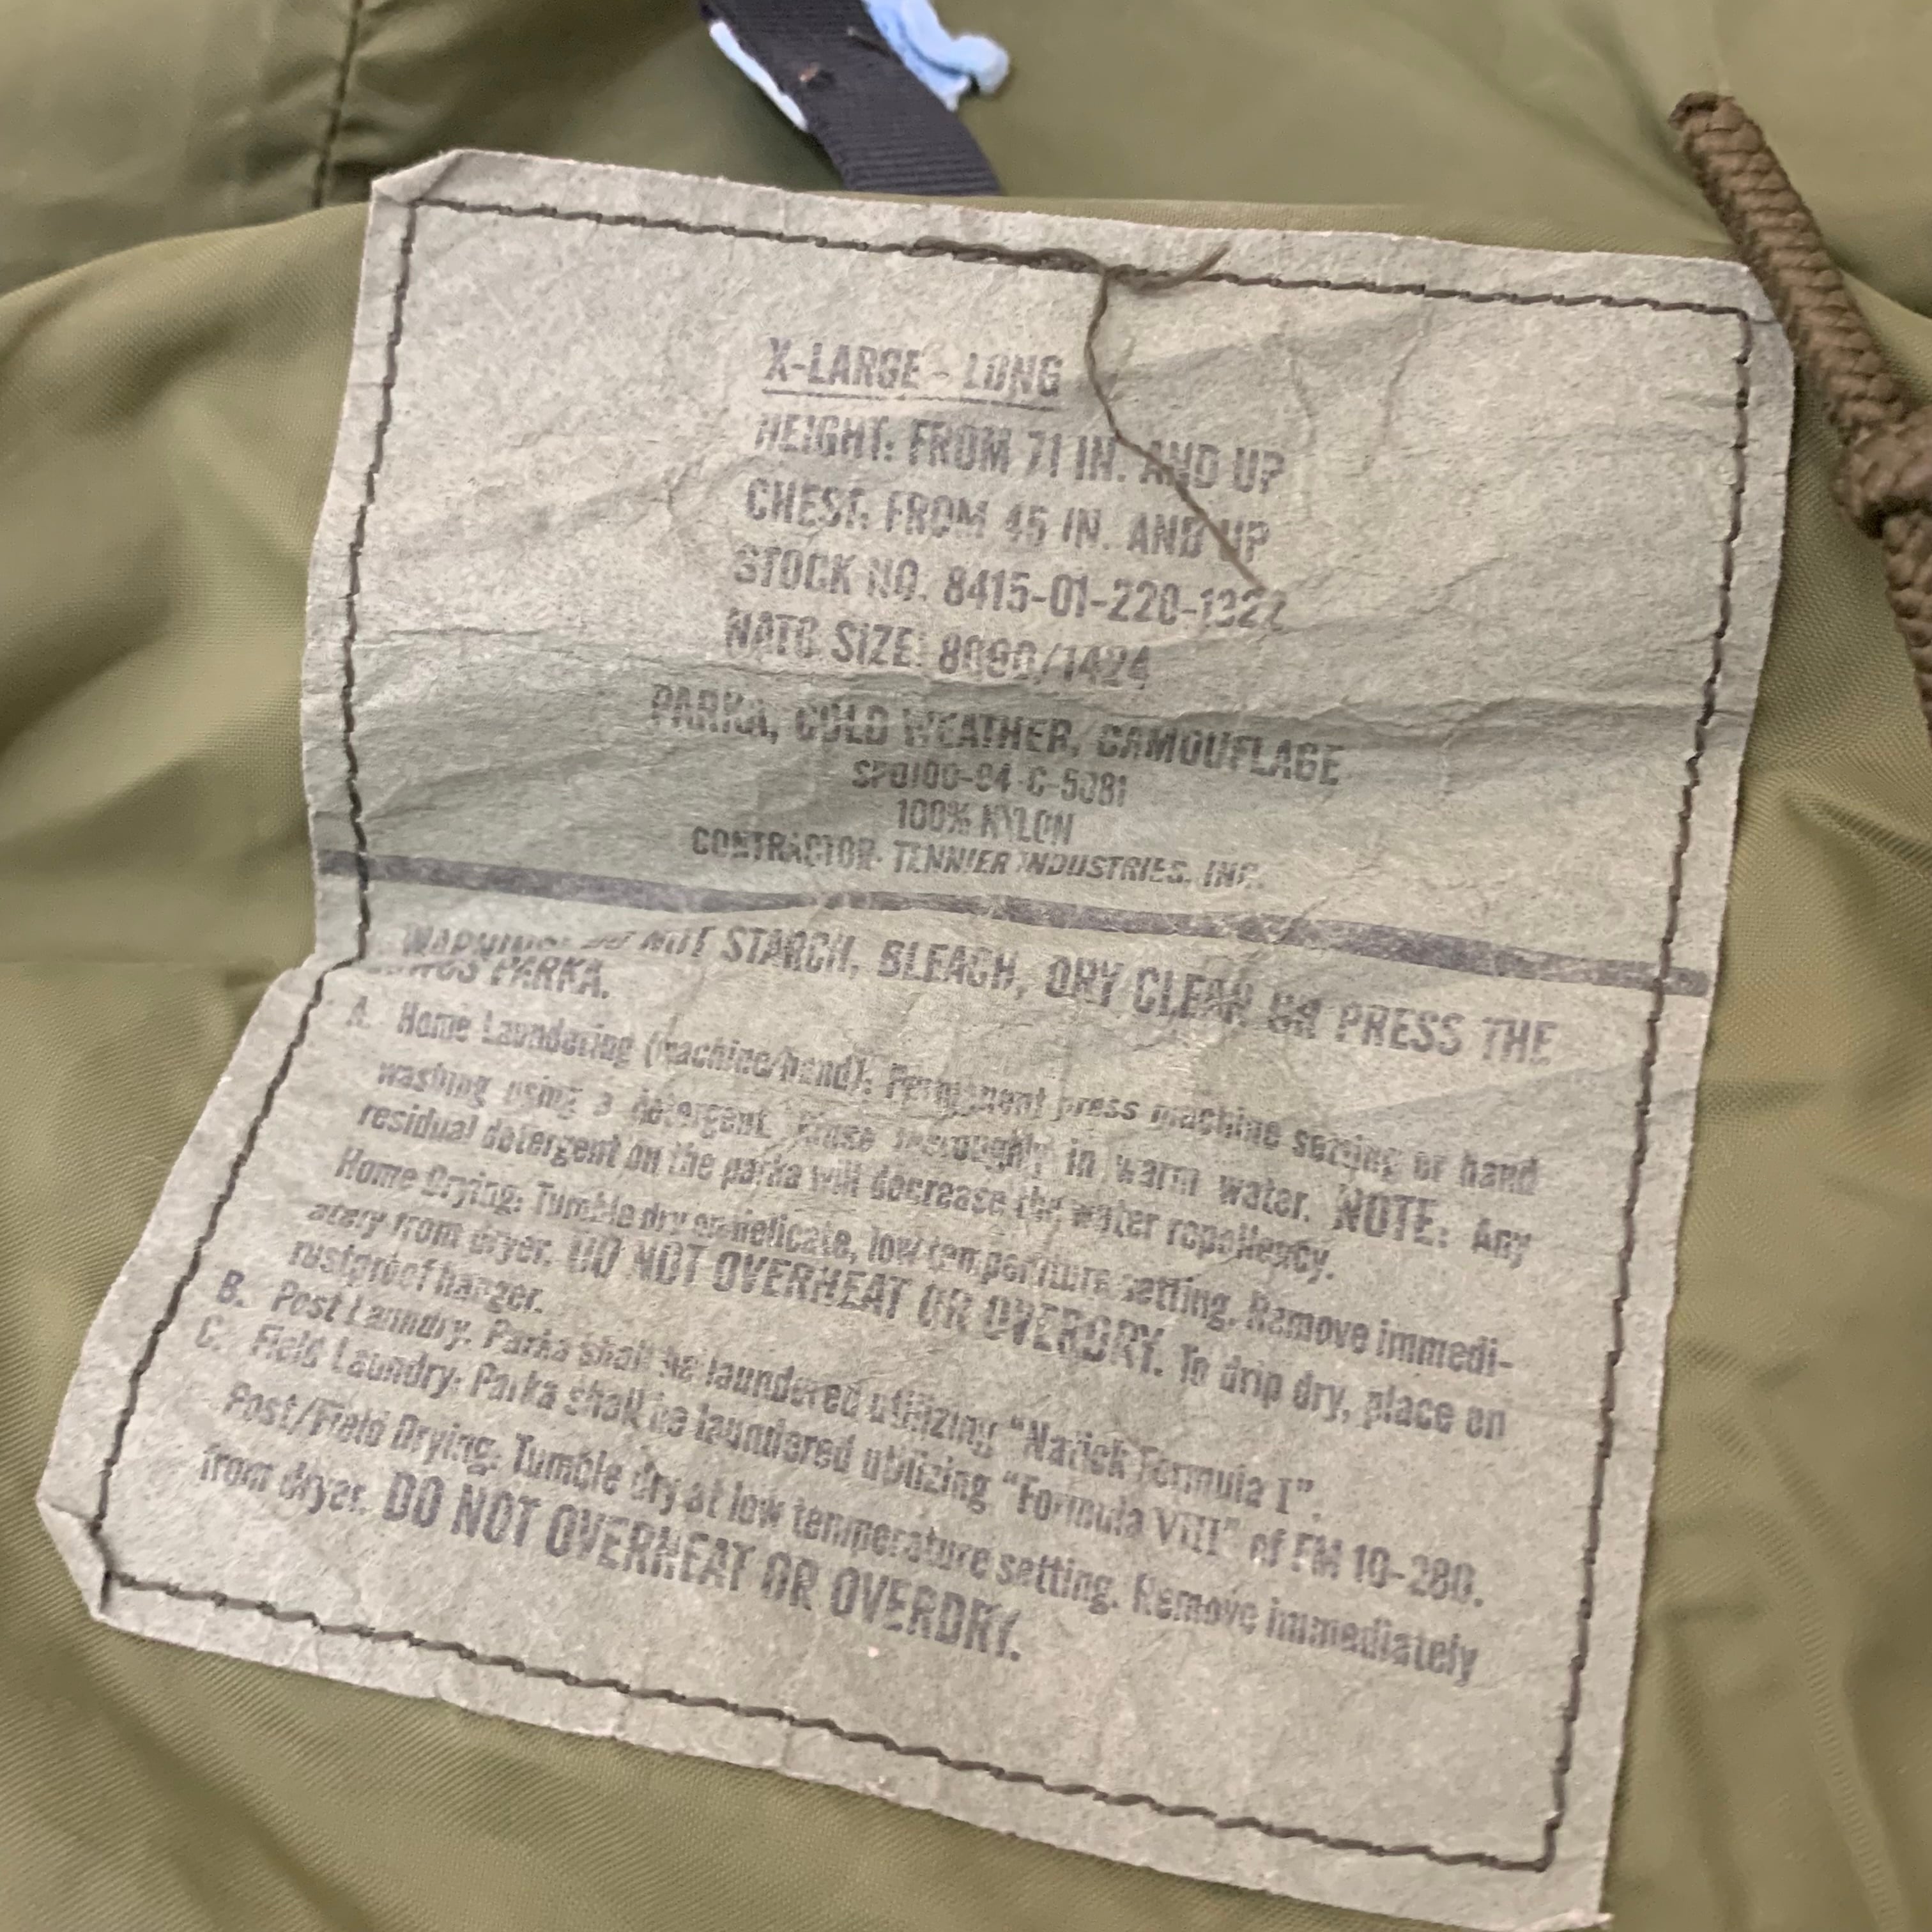 X-LARGE - LONG
HEIGHT: FROM 71 IN. AND UP
CHEST: FROM 45 IN. AND UP
STOCK NO. 8415-01-220-1322
NATO SIZE: 8090/1424
PARKA, COLD WEATHER, CAMOUFLAGE
SP0100-94-C-5081
100% NYLON
CONTRACTOR- TENNIER INDUSTRIES. INC.
WARNING: DO NOT STARCH, BLEACH, DRY CLEAN OR PRESS THE
PARKA.
A. Home Laundering (machine/hand): Permanent press machine setting or hand
washing using a detergent. Rinse thoroughly in warm water. NOTE: Any
residual detergent on the parka will decrease the water repellency.
Home Drying: Tumble dry on delicate, low temperature setting. Remove immedi-
ately from dryer. DO NOT OVERHEAT OR OVERDRY. To drip dry, place on
rustproof hanger.
B. Post Laundry: Parka shall be laundered utilizing "Natick Formula I".
C. Field Laundry: Parka shall be laundered utilizing "Formula VIII" of FM 10-280.
Post/Field Drying: Tumble dry at low temperature setting. Remove immediately
from dryer. DO NOT OVERHEAT OR OVERDRY.